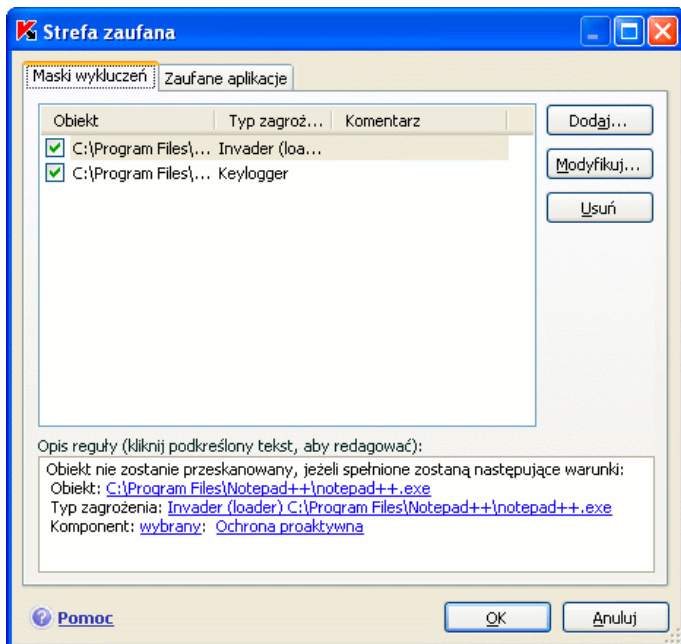 Strefa zaufana
Maski wykluczeń Zaufane aplikacje
Obiekt Typ zagroż... Komentarz
C:\Program Files\... Invader (loa...
C:\Program Files\... Keylogger
Dodaj...
Modyfikuj...
Usuń
Opis reguły (kliknij podkreślony tekst, aby redagować):
Obiekt nie zostanie przeskanowany, jeżeli spełnione zostaną następujące warunki:
Obiekt: C:\Program Files\Notepad++\notepad++.exe
Typ zagrożenia: Invader (loader) C:\Program Files\Notepad++\notepad++.exe
Komponent: wybrany: Ochrona proaktywna
Pomoc OK Anuluj